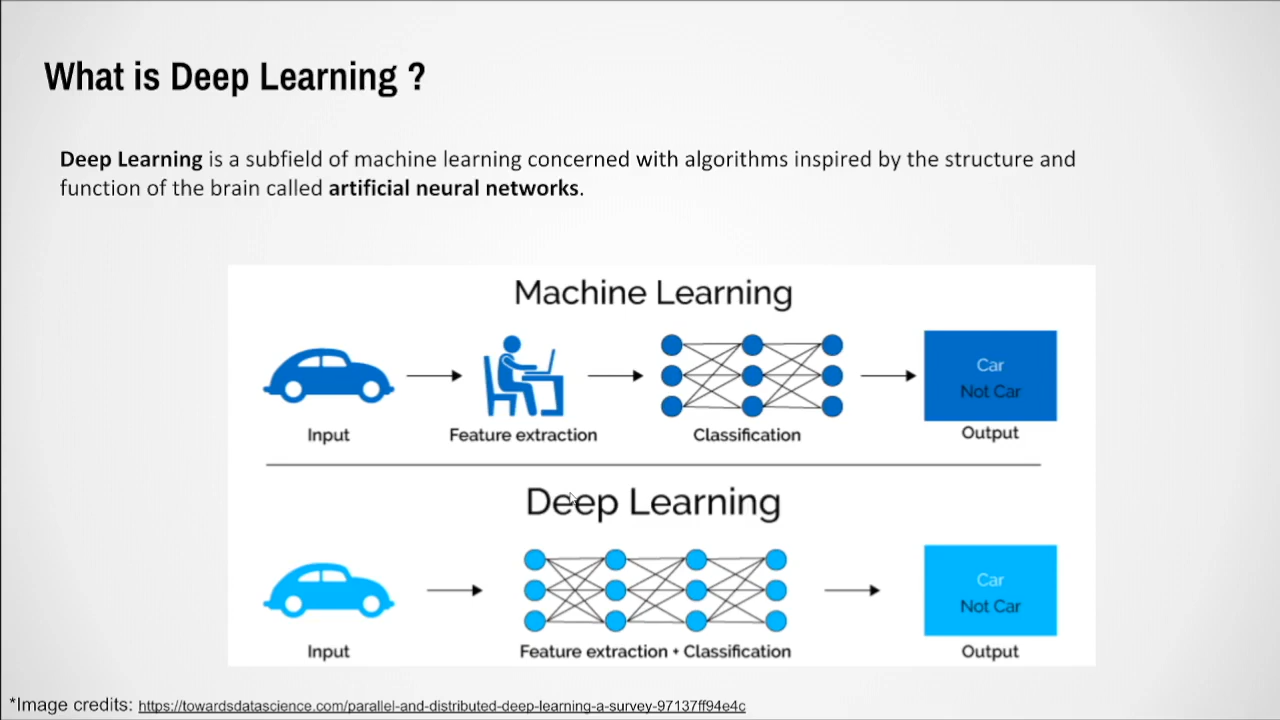 What is Deep Learning ?
Deep Learning is a subfield of machine learning concerned with algorithms inspired by the structure and
function of the brain called artificial neural networks.
Machine Learning
Car
Not Car
Input
Feature extraction
Classification
Output
Deep Learning
Car
Not Car
Input
Feature extraction + Classification
Output
*Image credits: https://towardsdatascience.com/parallel-and-distributed-deep-learning-a-survey-97137ff94e4c